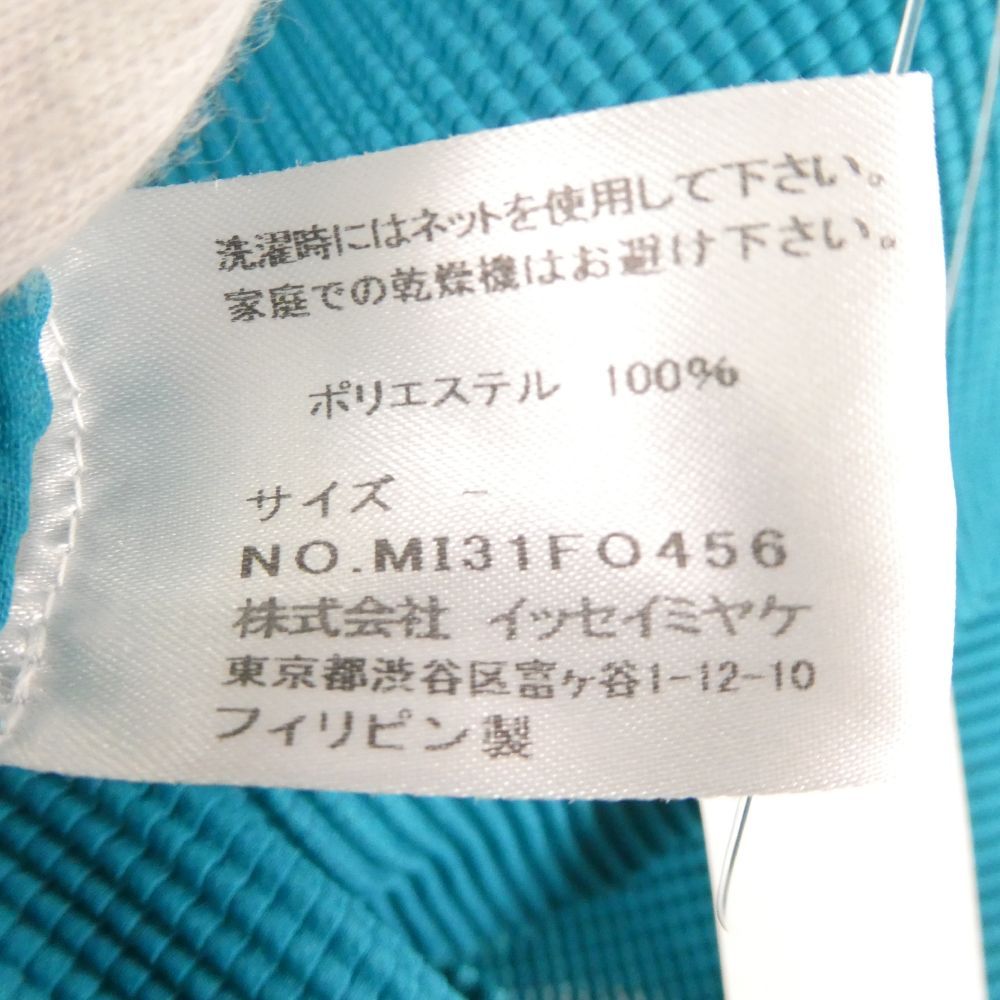 洗濯時にはネットを使用して下さい。
家庭での乾燥機はお避け下さい。
ポリエステル 100%
サイズ -
NO.MI31FO456
株式会社 イッセイミヤケ
東京都渋谷区富ヶ谷1-12-10
フィリピン製